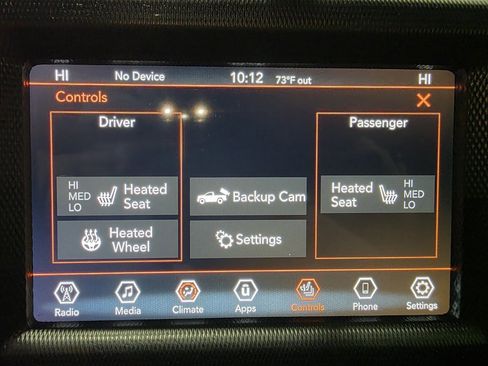 HI No Device 10:12 73°F out HI
Controls
Driver
Passenger
HI
MED
LO
Heated
Seat
Backup Cam
Heated
Seat
HI
MED
LO
Heated
Wheel
Settings
Radio Media Climate Apps Controls Phone Settings